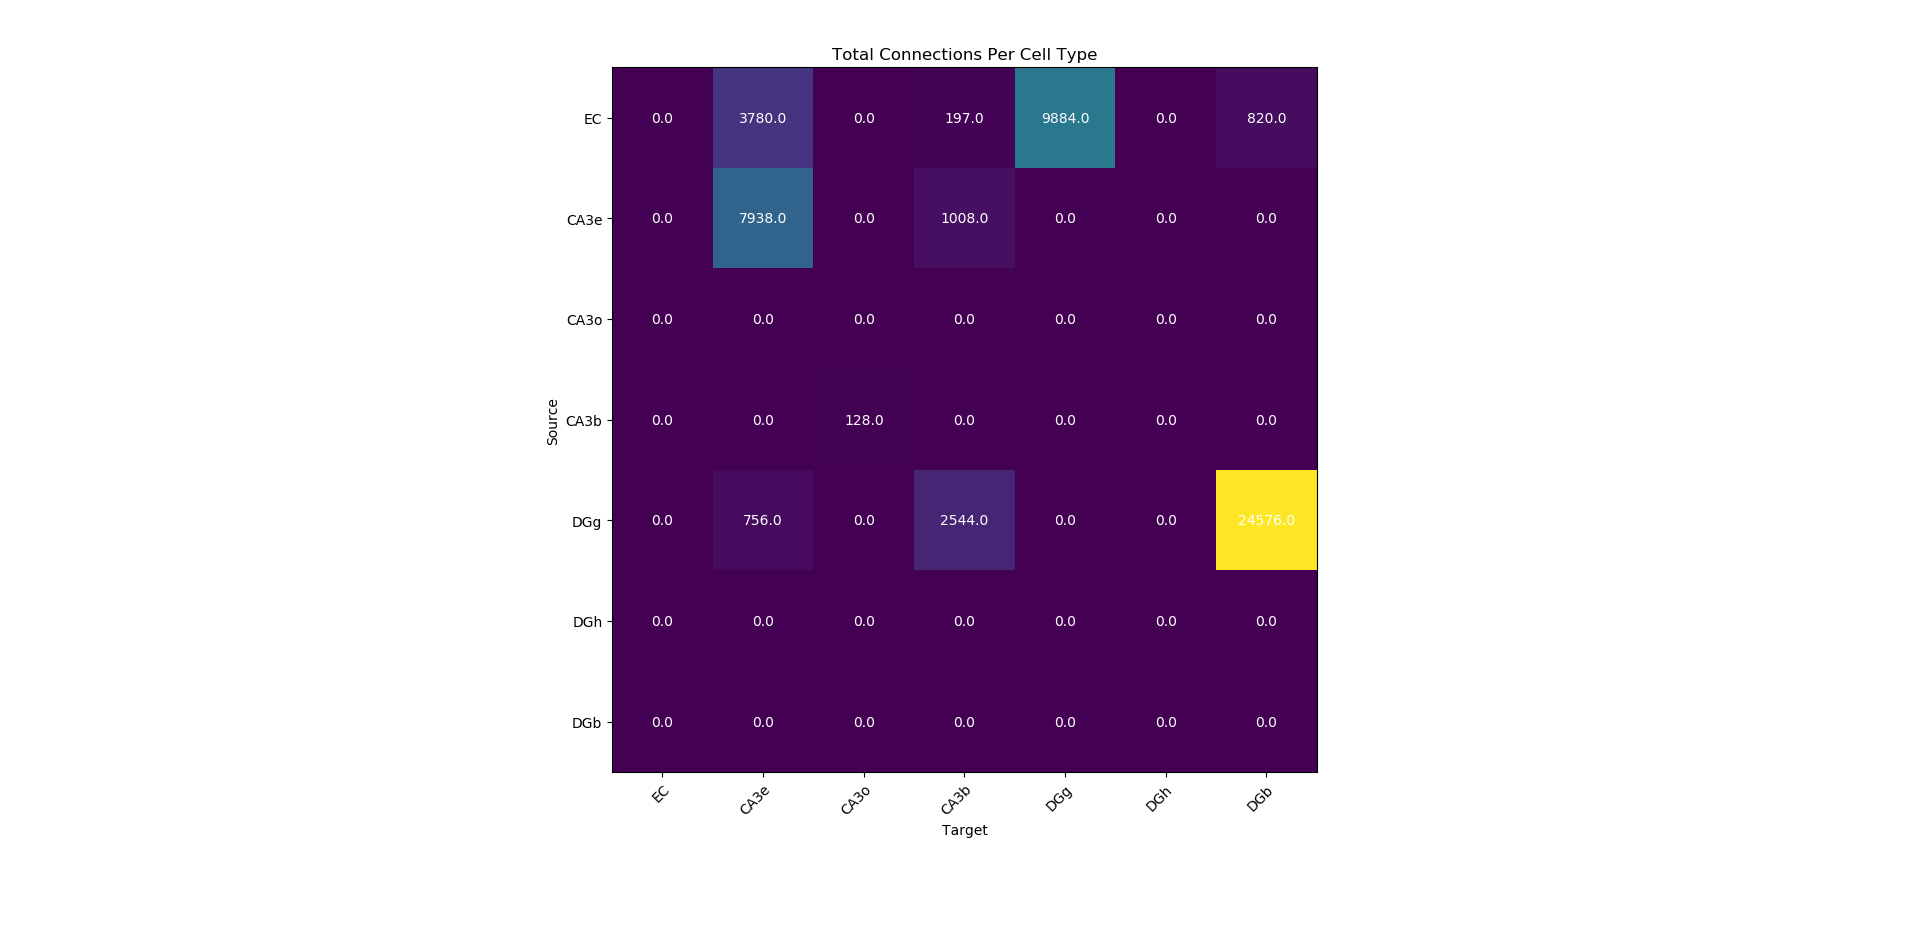 Total Connections Per Cell Type
EC 0.0 3780.0 0.0 197.0 9884.0 0.0 820.0
CA3e 0.0 7938.0 0.0 1008.0 0.0 0.0 0.0
CA3o 0.0 0.0 0.0 0.0 0.0 0.0 0.0
Source
CA3b 0.0 0.0 128.0 0.0 0.0 0.0 0.0
DGg 0.0 756.0 0.0 2544.0 0.0 0.0 24576.0
DGh 0.0 0.0 0.0 0.0 0.0 0.0 0.0
DGb 0.0 0.0 0.0 0.0 0.0 0.0 0.0
EC CA3e CA3o CA3b DGg DGh DGb
Target